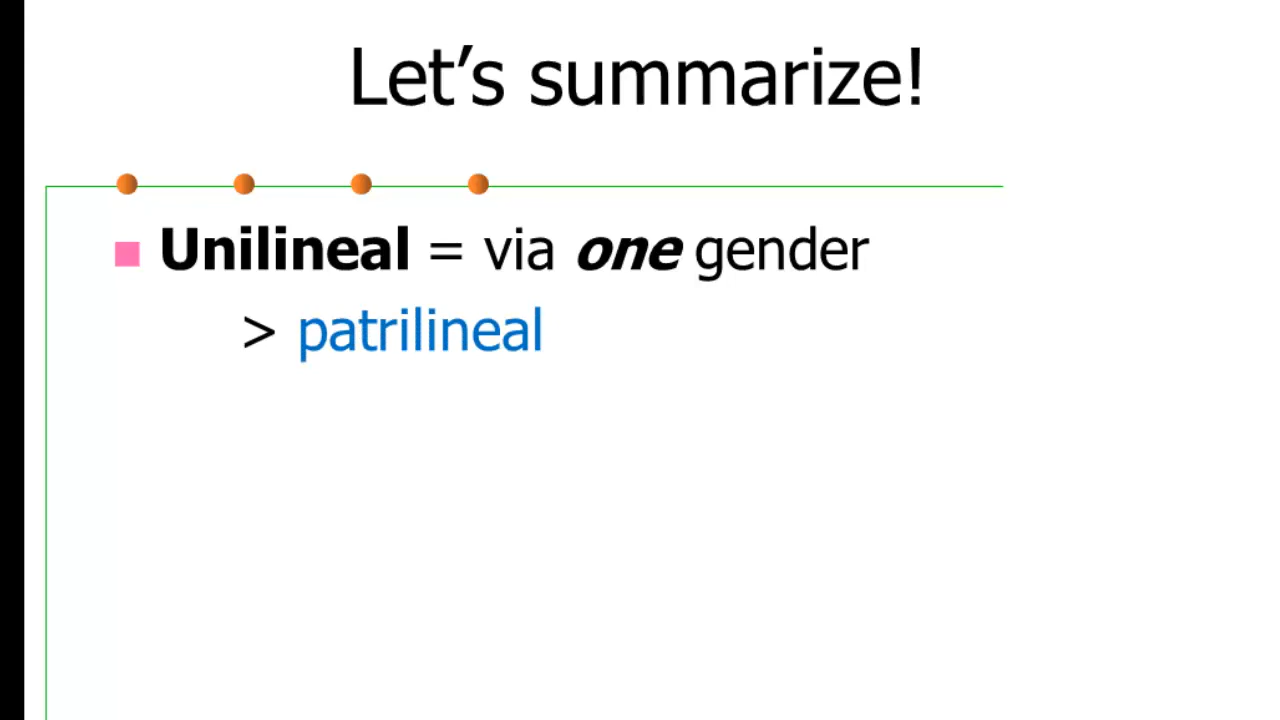 Let’s summarize!
Unilineal = via one gender
> patrilineal